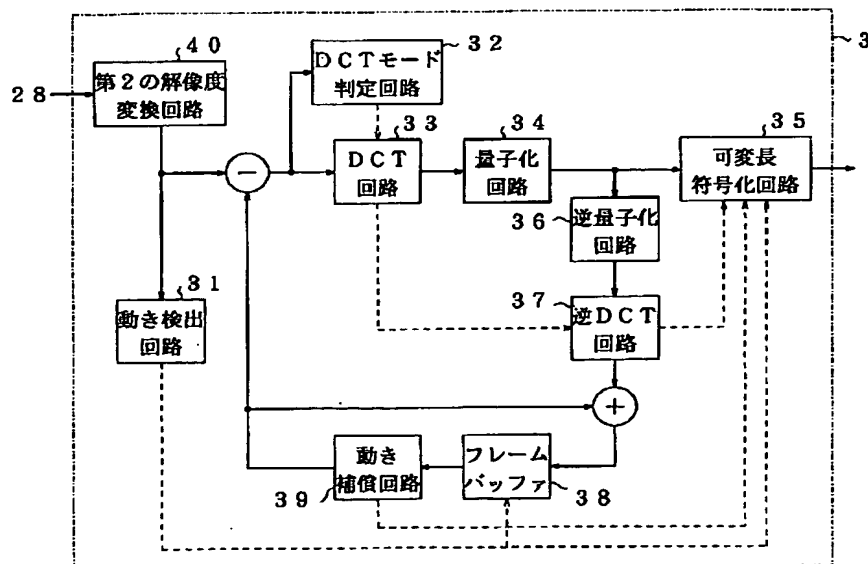 ４０
第２の解像度
変換回路
２８
３２
ＤＣＴモード
判定回路
３
３３
ＤＣＴ
回路
３４
量子化
回路
３５
可変長
符号化回路
３６
逆量子化
回路
３１
動き検出
回路
３７
逆ＤＣＴ
回路
動き
補償回路
３９
フレーム
バッファ
３８